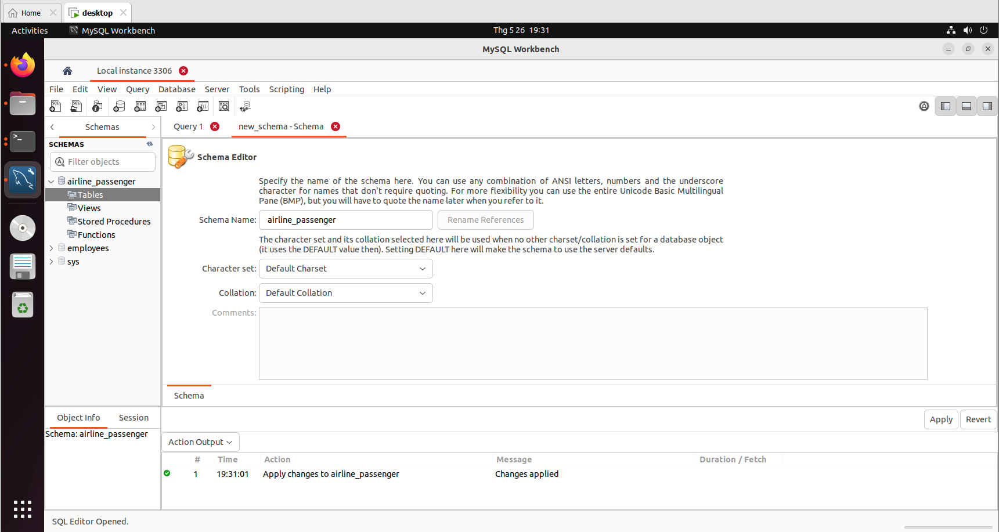 Home
desktop
Activities
MySQL Workbench
Thg 5 26 19:31
MySQL Workbench
Local instance 3306
File Edit View Query Database Server Tools Scripting Help
Schemas
Query 1
new_schema - Schema
SCHEMAS
Filter objects
airline_passenger
Tables
Views
Stored Procedures
Functions
employees
sys
Schema Editor
Specify the name of the schema here. You can use any combination of ANSI letters, numbers and the underscore
character for names that don't require quoting. For more flexibility you can use the entire Unicode Basic Multilingual
Pane (BMP), but you will have to quote the name later when you refer to it.
Schema Name: airline_passenger Rename References
The character set and its collation selected here will be used when no other charset/collation is set for a database object
(it uses the DEFAULT value then). Setting DEFAULT here will make the schema to use the server defaults.
Character set: Default Charset
Collation: Default Collation
Comments:
Schema
Object Info Session
Schema: airline_passenger
Apply Revert
Action Output
# Time Action Message Duration / Fetch
1 19:31:01 Apply changes to airline_passenger Changes applied
SQL Editor Opened.